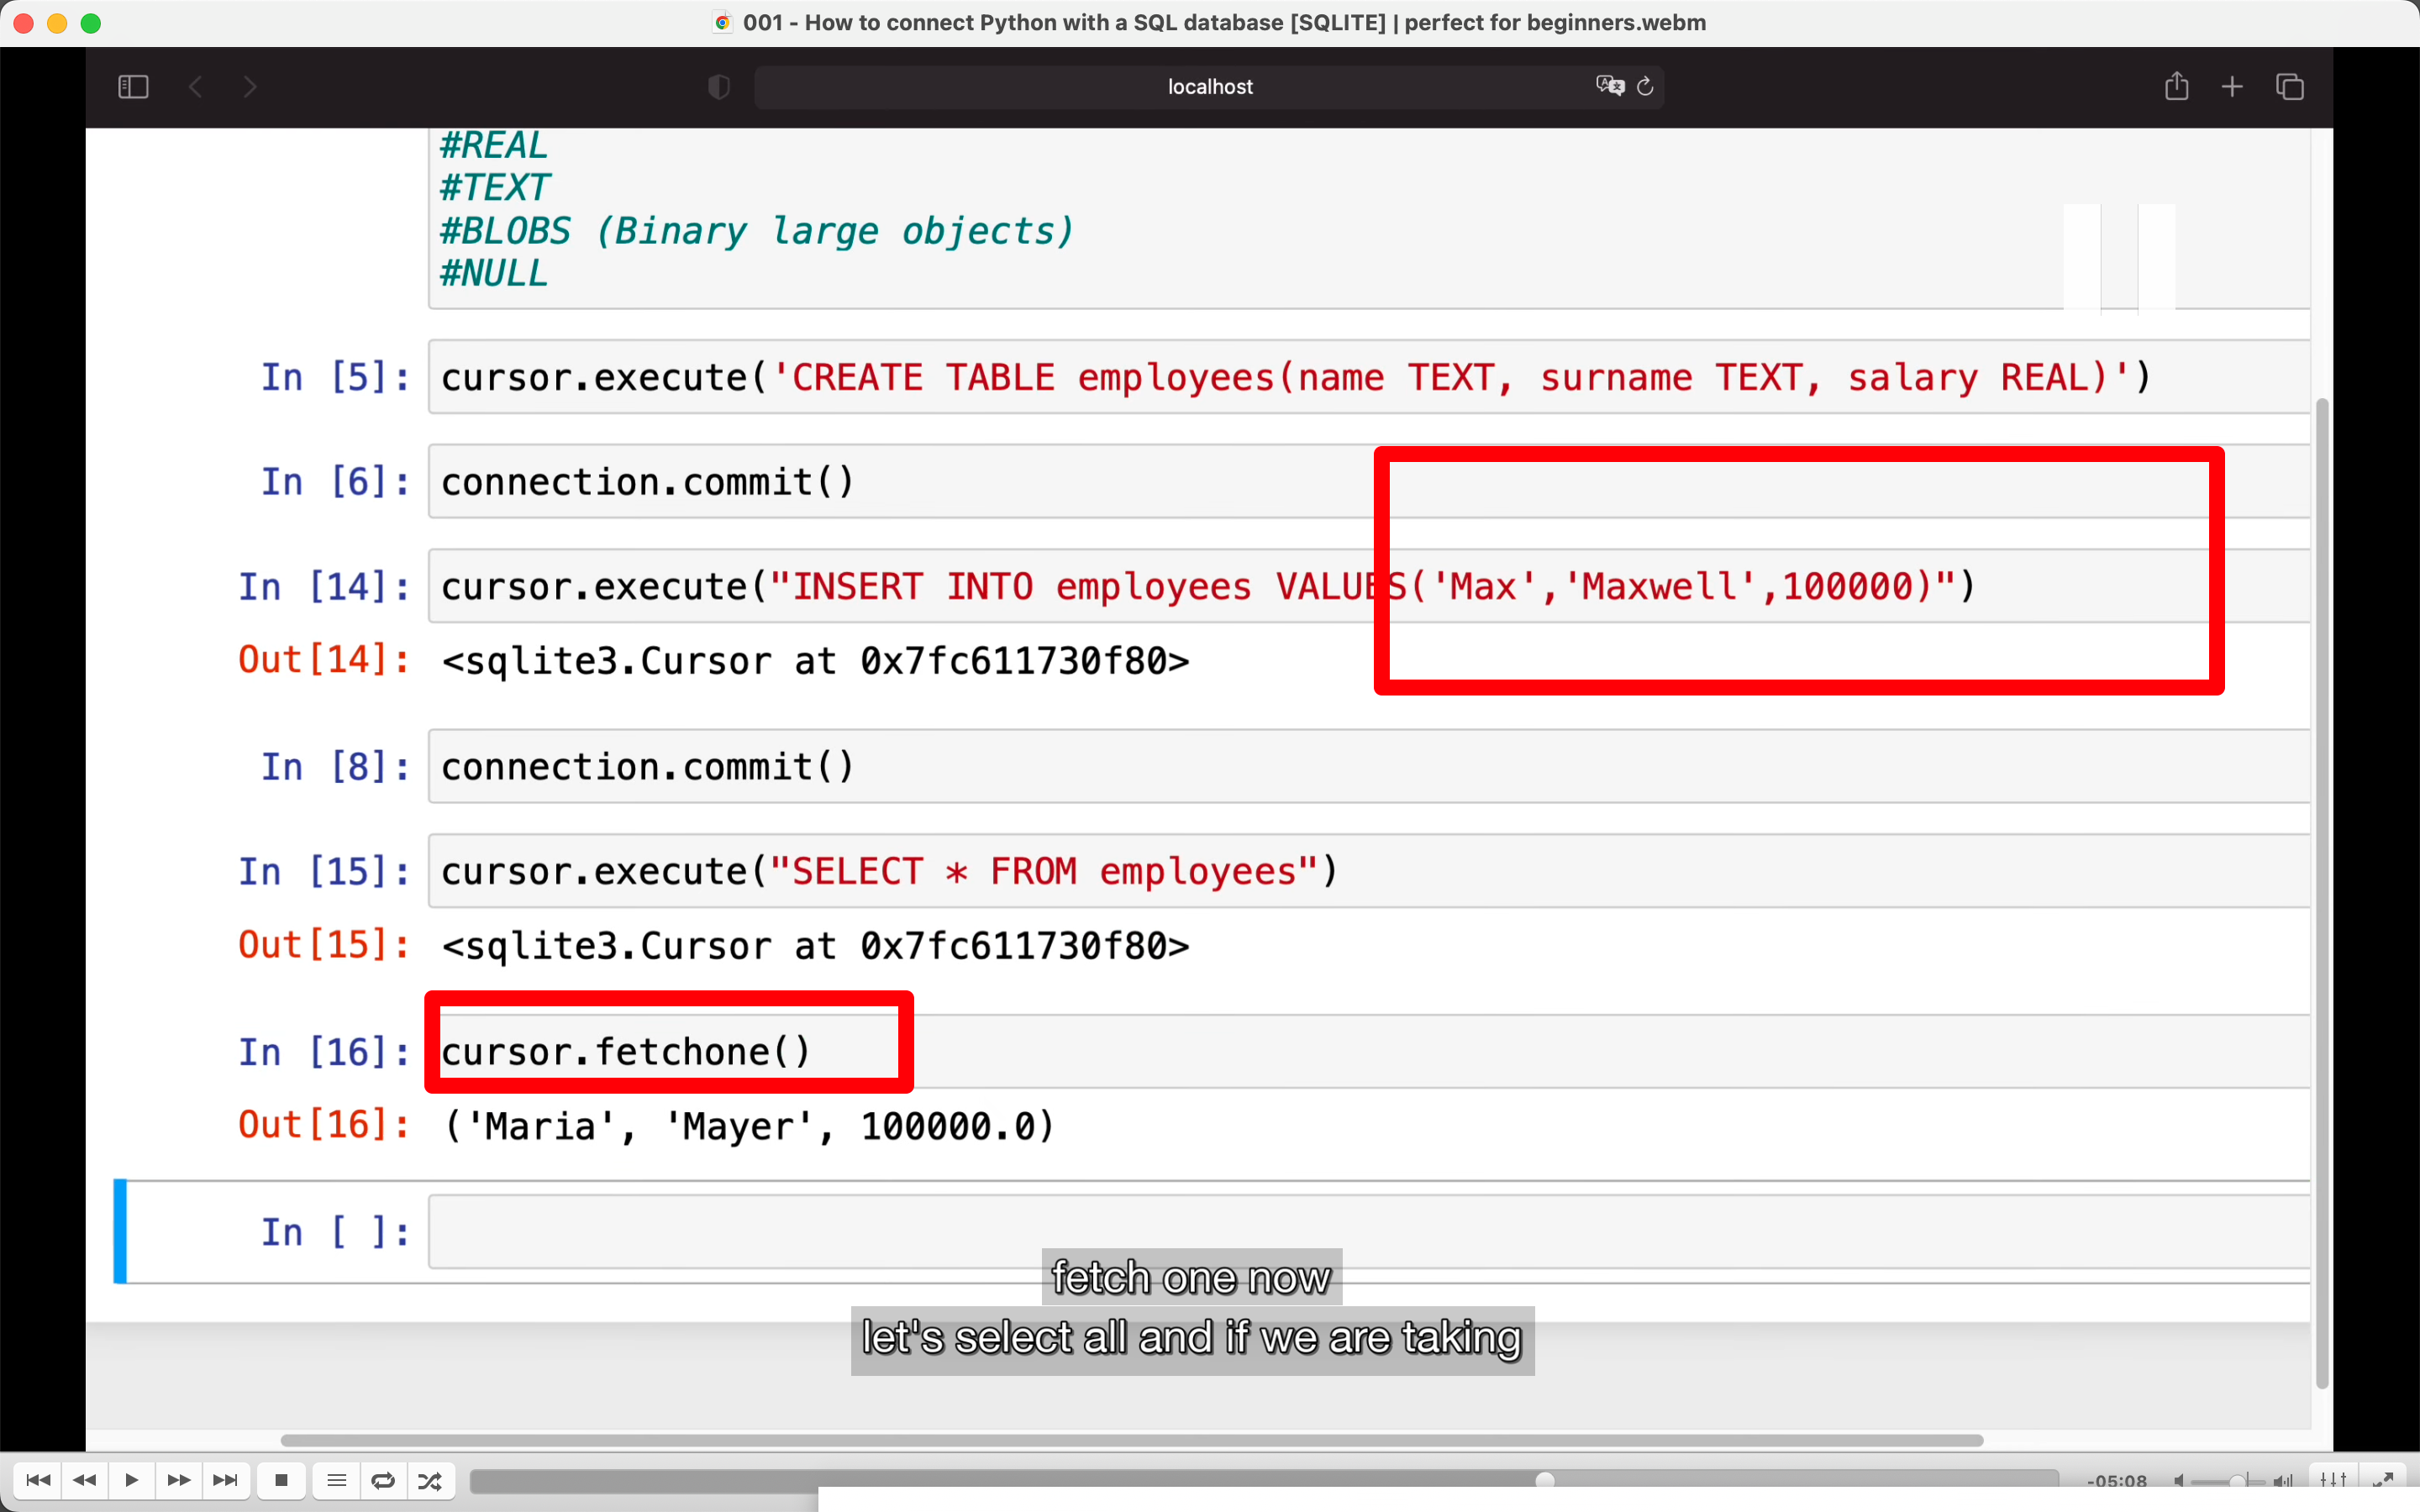 001 - How to connect Python with a SQL database [SQLITE] | perfect for beginners.webm
localhost
#REAL
#TEXT
#BLOBS (Binary large objects)
#NULL
In [5]: cursor.execute('CREATE TABLE employees(name TEXT, surname TEXT, salary REAL)')
In [6]: connection.commit()
In [14]: cursor.execute("INSERT INTO employees VALUES('Max','Maxwell',100000)")
Out[14]: <sqlite3.Cursor at 0x7fc611730f80>
In [8]: connection.commit()
In [15]: cursor.execute("SELECT * FROM employees")
Out[15]: <sqlite3.Cursor at 0x7fc611730f80>
In [16]: cursor.fetchone()
Out[16]: ('Maria', 'Mayer', 100000.0)
In [ ]:
fetch one now
let's select all and if we are taking
-05:08